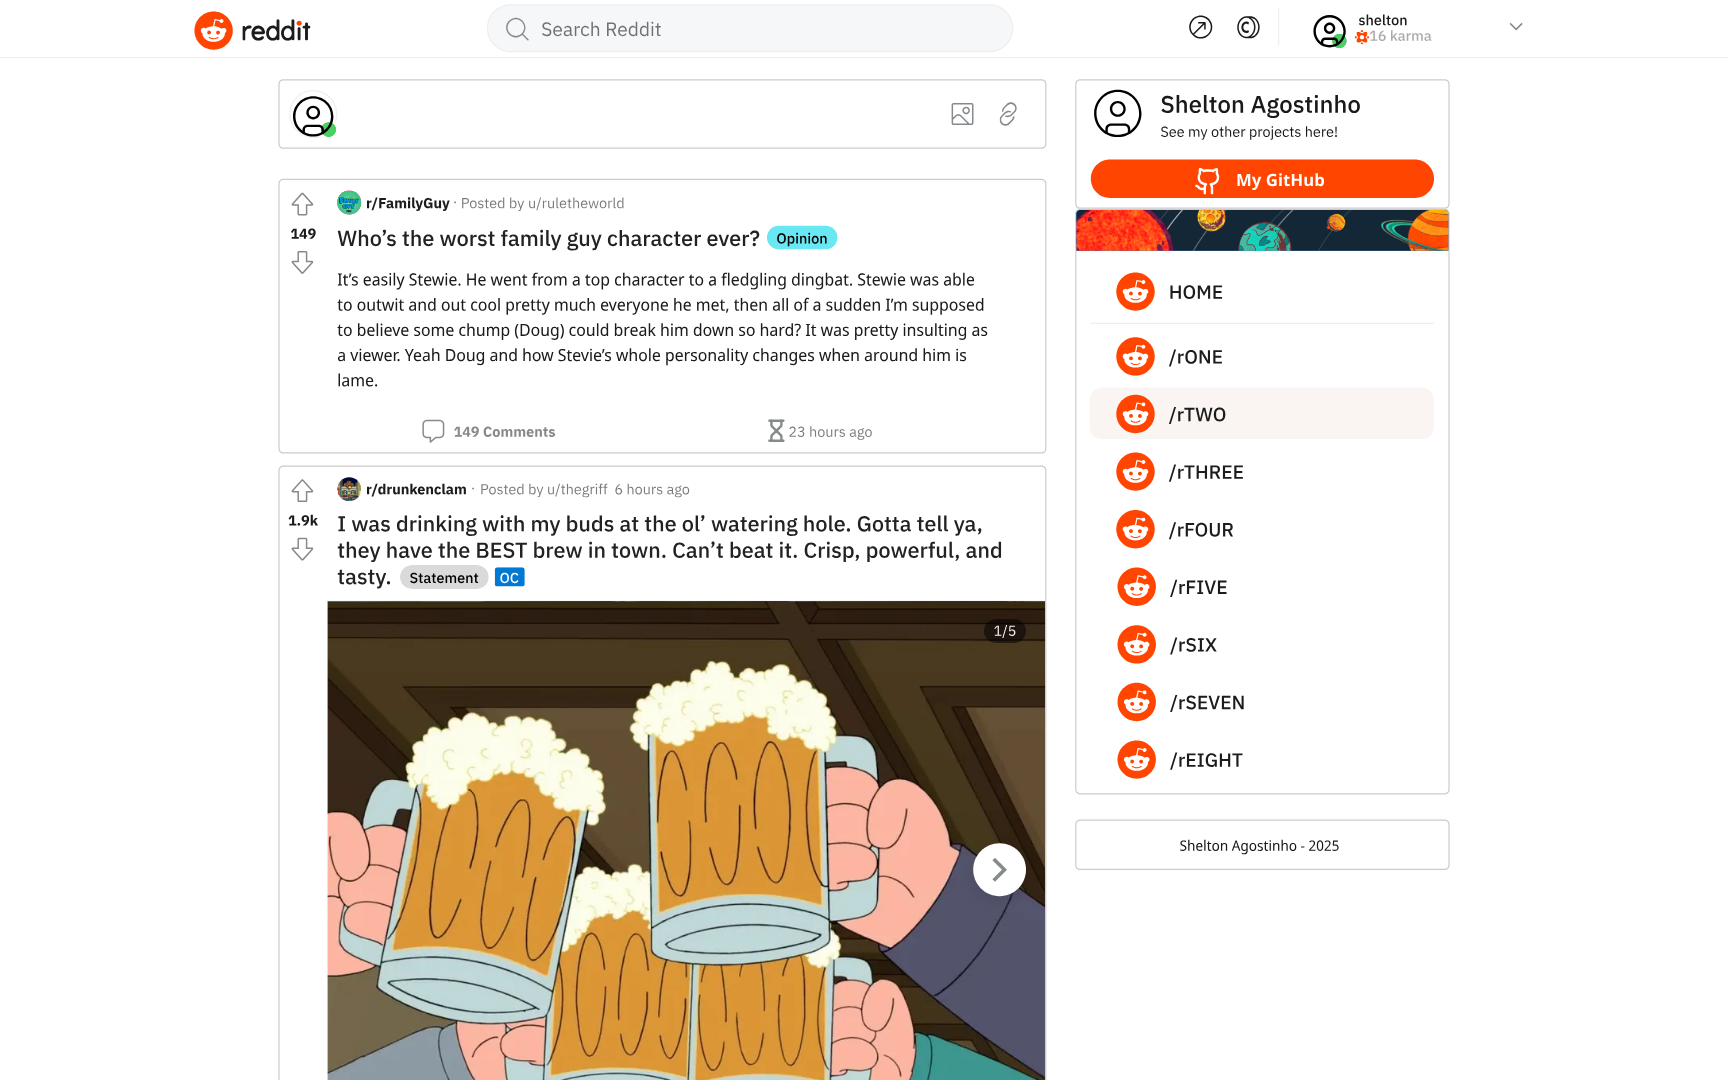 reddit
Search Reddit
shelton
16 karma
r/FamilyGuy · Posted by u/ruletheworld
149
Who’s the worst family guy character ever? Opinion
It’s easily Stewie. He went from a top character to a fledgling dingbat. Stewie was able
to outwit and out cool pretty much everyone he met, then all of a sudden I’m supposed
to believe some chump (Doug) could break him down so hard? It was pretty insulting as
a viewer. Yeah Doug and how Stevie’s whole personality changes when around him is
lame.
149 Comments
23 hours ago
r/drunkenclam · Posted by u/thegriff 6 hours ago
1.9k
I was drinking with my buds at the ol’ watering hole. Gotta tell ya,
they have the BEST brew in town. Can’t beat it. Crisp, powerful, and
tasty. Statement OC
1/5
Shelton Agostinho
See my other projects here!
My GitHub
HOME
/rONE
/rTWO
/rTHREE
/rFOUR
/rFIVE
/rSIX
/rSEVEN
/rEIGHT
Shelton Agostinho - 2025